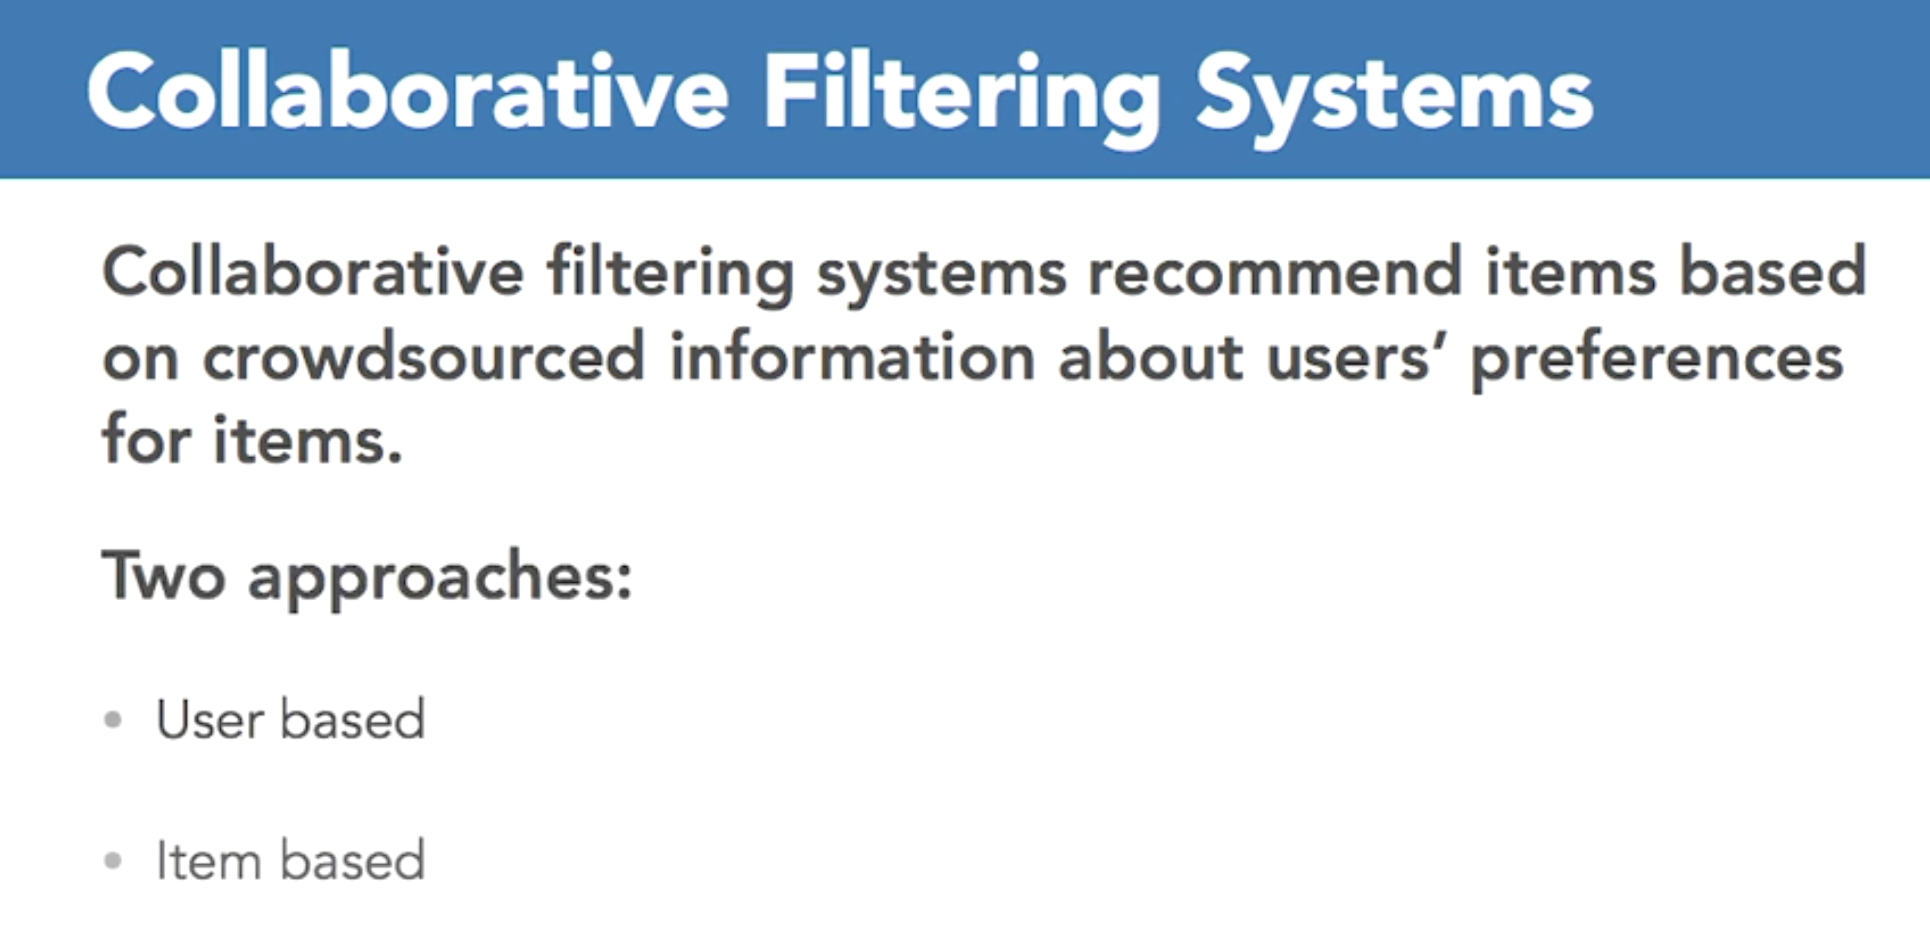 Collaborative Filtering Systems
Collaborative filtering systems recommend items based
on crowdsourced information about users’ preferences
for items.
Two approaches:
• User based
• Item based